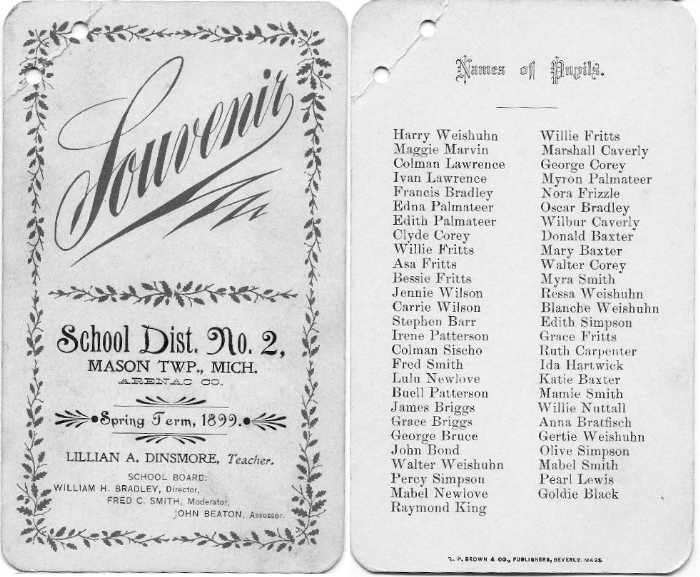 Souvenir
School Dist. No. 2,
MASON TWP., MICH.
ARENAC CO.
Spring Term, 1899.
LILLIAN A. DINSMORE, Teacher.
SCHOOL BOARD:
WILLIAM H. BRADLEY, Director,
FRED C. SMITH, Moderator,
JOHN BEATON, Assessor.
Names of Pupils.
Harry Weishuhn
Maggie Marvin
Colman Lawrence
Ivan Lawrence
Francis Bradley
Edna Palmateer
Edith Palmateer
Clyde Corey
Willie Fritts
Asa Fritts
Bessie Fritts
Jennie Wilson
Carrie Wilson
Stephen Barr
Irene Patterson
Colman Sischo
Fred Smith
Lulu Newlove
Buell Patterson
James Briggs
Grace Briggs
George Bruce
John Bond
Walter Weishuhn
Percy Simpson
Mabel Newlove
Raymond King
Willie Fritts
Marshall Caverly
George Corey
Myron Palmateer
Nora Frizzle
Oscar Bradley
Wilbur Caverly
Donald Baxter
Mary Baxter
Walter Corey
Myra Smith
Ressa Weishuhn
Blanche Weishuhn
Edith Simpson
Grace Fritts
Ruth Carpenter
Ida Hartwick
Katie Baxter
Mamie Smith
Willie Nuttall
Anna Bratfisch
Gertie Weishuhn
Olive Simpson
Mabel Smith
Pearl Lewis
Goldie Black
R. P. BROWN & CO., PUBLISHERS, BEVERLY, MASS.